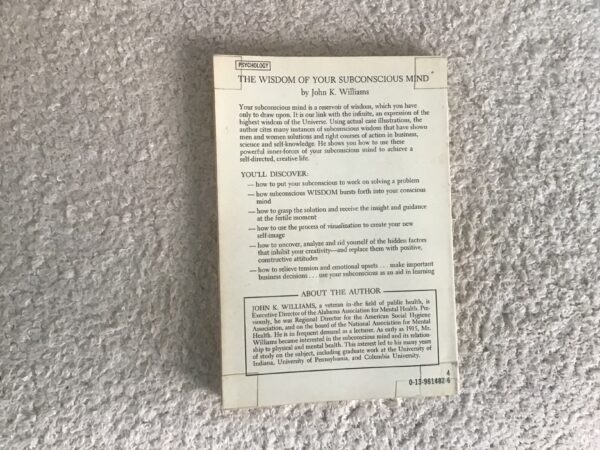 PSYCHOLOGY
THE WISDOM OF YOUR SUBCONSCIOUS MIND
by John K. Williams
Your subconscious mind is a reservoir of wisdom, which you have
only to draw upon. It is our link with the infinite, an expression of the
highest wisdom of the Universe. Using actual case illustrations, the
author cites many instances of subconscious wisdom that have shown
men and women solutions and right courses of action in business,
science and self-knowledge. He shows you how to use these
powerful inner-forces of your subconscious mind to achieve a
self-directed, creative life.
YOU'LL DISCOVER:
— how to put your subconscious to work on solving a problem
— how subconscious WISDOM bursts forth into your conscious
mind
— how to grasp the solution and receive the insight and guidance
at the fertile moment
— how to use the process of visualization to create your new
self-image
— how to uncover, analyze and rid yourself of the hidden factors
that inhibit your creativity—and replace them with positive,
constructive attitudes
— how to relieve tension and emotional upsets . . . make important
business decisions . . . use your subconscious as an aid in learning
ABOUT THE AUTHOR
JOHN K. WILLIAMS, a veteran in the field of public health, is
Executive Director of the Alabama Association for Mental Health. Pre-
viously, he was Regional Director for the American Social Hygiene
Association, and on the board of the National Association for Mental
Health. He is in frequent demand as a lecturer. As early as 1915, Mr.
Williams became interested in the subconscious mind and its relation-
ship to physical and mental health. This interest led to his many years
of study on the subject, including graduate work at the University of
Indiana, University of Pennsylvania, and Columbia University.
4
0-13-961482-6